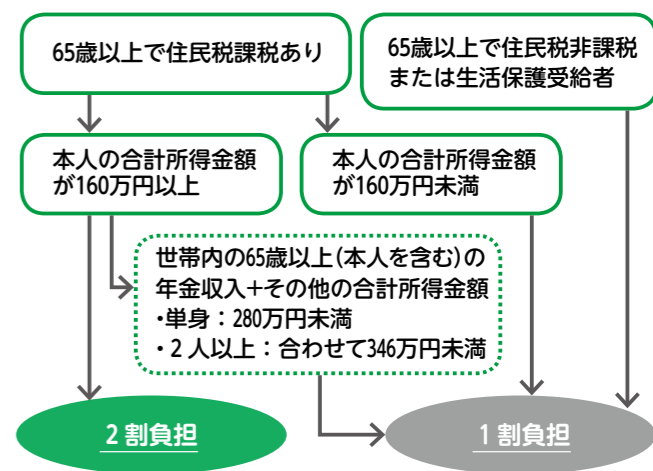 65歳以上で住民税課税あり
65歳以上で住民税非課税
または生活保護受給者
本人の合計所得金額
が160万円以上
本人の合計所得金額
が160万円未満
世帯内の65歳以上(本人を含む)の
年金収入+その他の合計所得金額
・単身：280万円未満
・2人以上：合わせて346万円未満
2割負担
1割負担